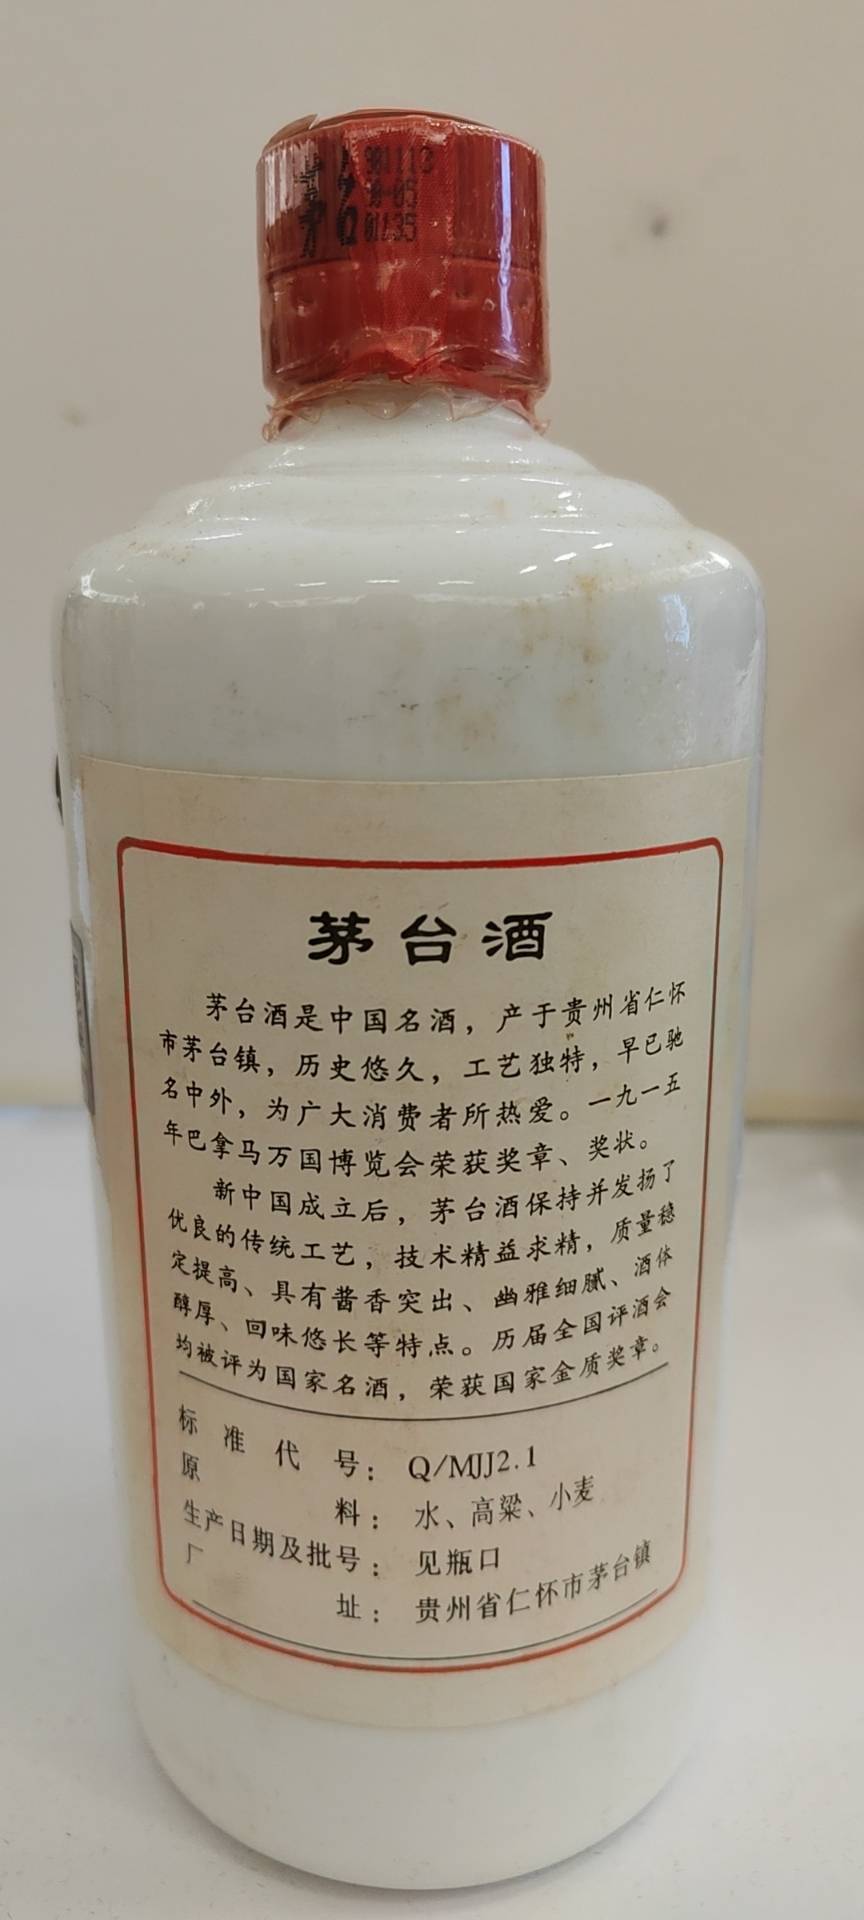 茅台
981113
98-05
01135
茅台酒
茅台酒是中国名酒，产于贵州省仁怀
市茅台镇，历史悠久，工艺独特，早已驰
名中外，为广大消费者所热爱。一九一五
年巴拿马万国博览会荣获奖章、奖状。
新中国成立后，茅台酒保持并发扬了
优良的传统工艺，技术精益求精，质量稳
定提高、具有酱香突出、幽雅细腻、酒体
醇厚、回味悠长等特点。历届全国评酒会
均被评为国家名酒，荣获国家金质奖章。
标准代号：Q/MJJ2.1
原料：水、高粱、小麦
生产日期及批号：见瓶口
厂址：贵州省仁怀市茅台镇